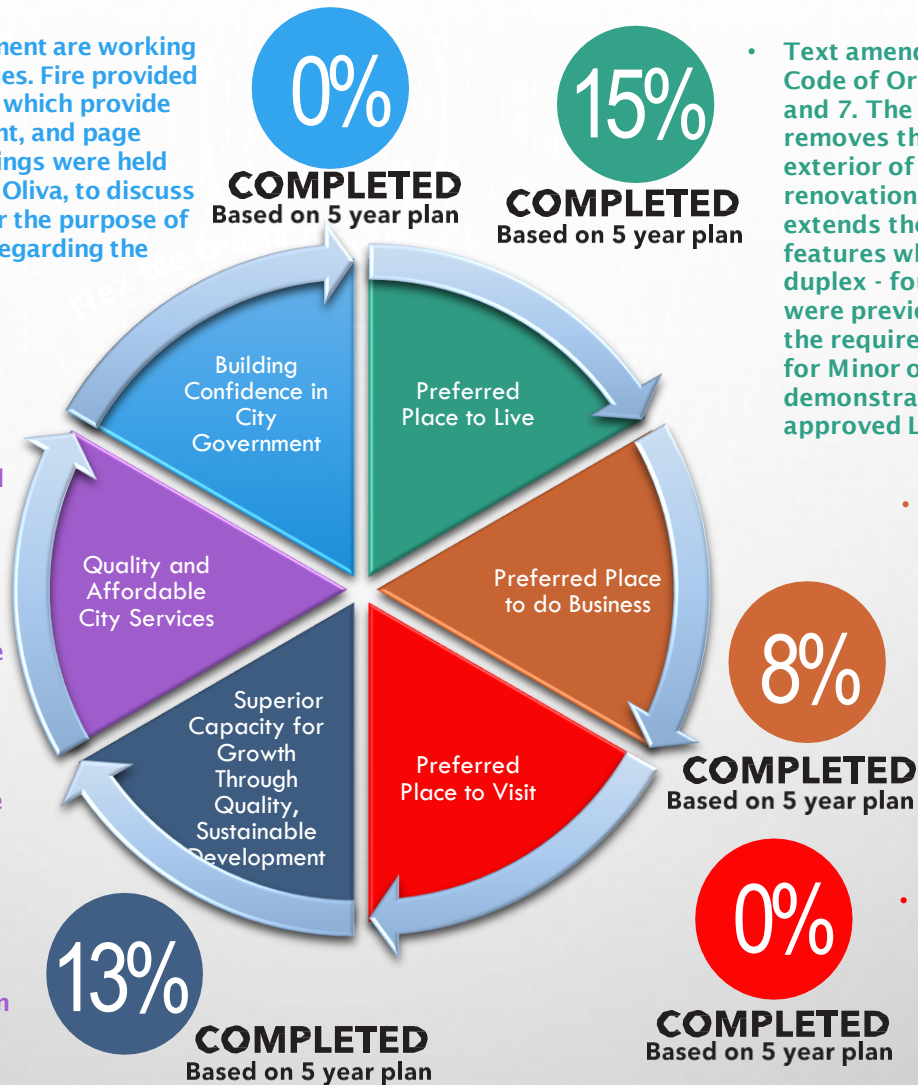 ment are working
es. Fire provided
which provide
nt, and page
ings were held
Oliva, to discuss
r the purpose of
egarding the
0%
COMPLETED
Based on 5 year plan
15%
COMPLETED
Based on 5 year plan
• Text amend
Code of Or
and 7. The
removes th
exterior of
renovation
extends the
features wh
duplex - fou
were previo
the require
for Minor o
demonstra
approved L
Building
Confidence in
City
Government
Preferred
Place to Live
Quality and
Affordable
City Services
Preferred Place
to do Business
8%
COMPLETED
Based on 5 year plan
Superior
Capacity for
Growth
Through
Quality,
Sustainable
Development
Preferred
Place to Visit
0%
COMPLETED
Based on 5 year plan
13%
COMPLETED
Based on 5 year plan